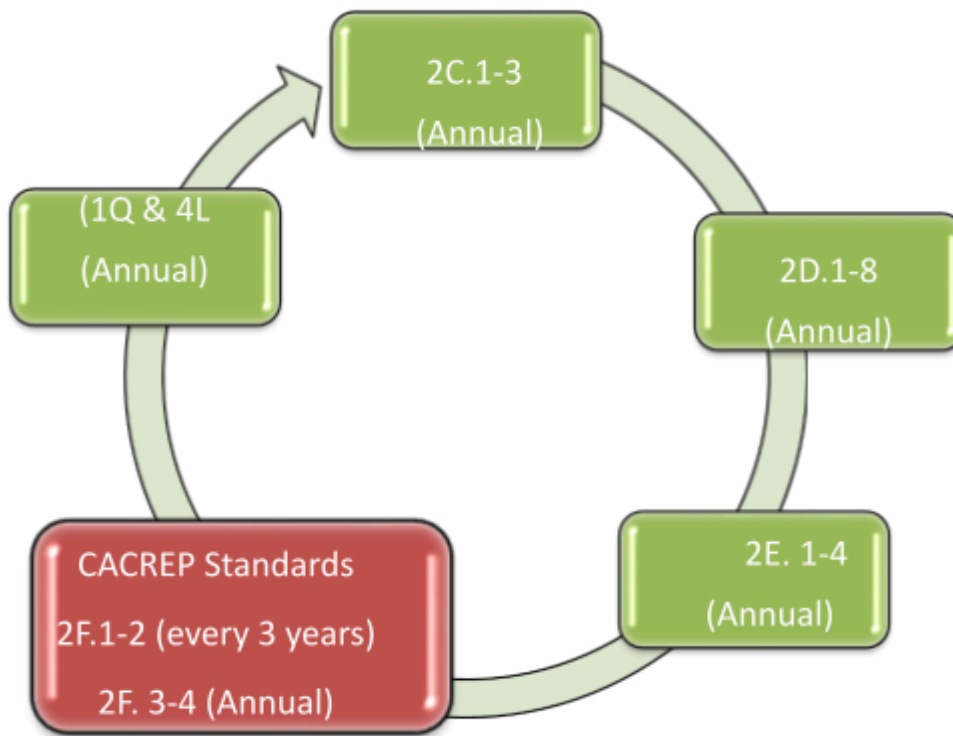 2C.1-3
(Annual)
2D.1-8
(Annual)
2E. 1-4
(Annual)
CACREP Standards
2F.1-2 (every 3 years)
2F. 3-4 (Annual)
(1Q & 4L
(Annual)